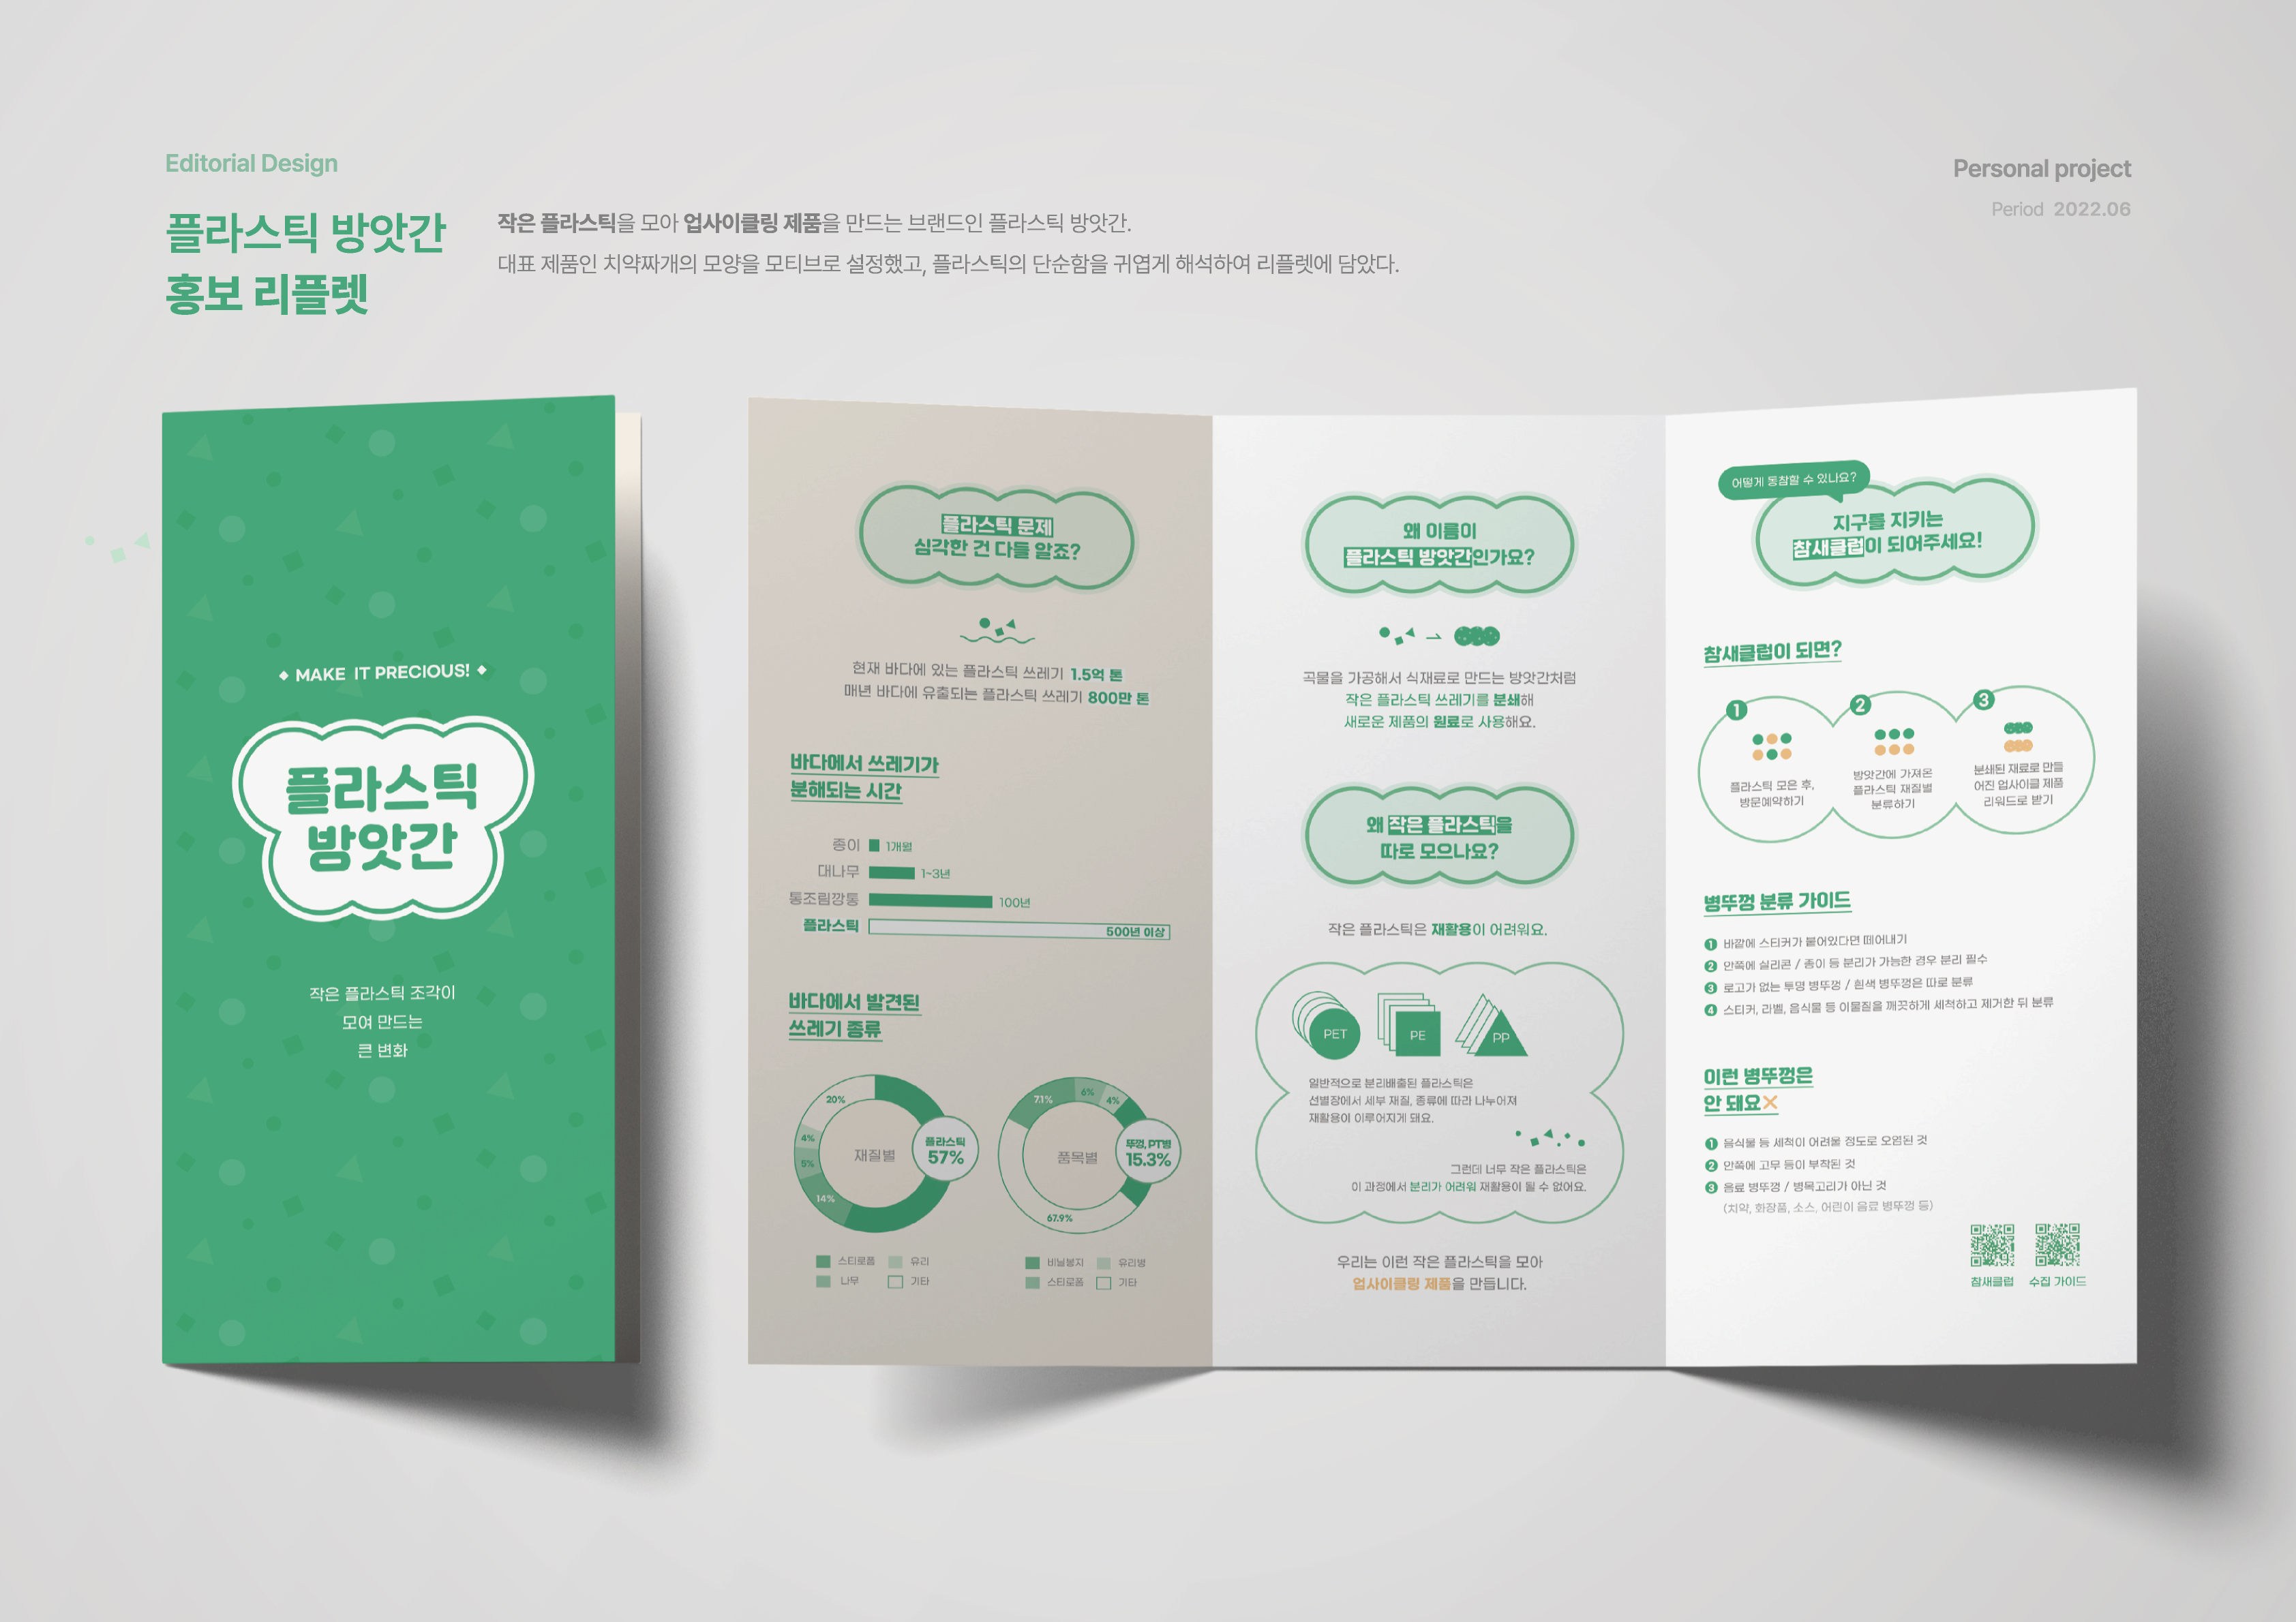 Editorial Design
플라스틱 방앗간
홍보 리플렛
작은 플라스틱을 모아 업사이클링 제품을 만드는 브랜드인 플라스틱 방앗간.
대표 제품인 치약짜개의 모양을 모티브로 설정했고, 플라스틱의 단순함을 귀엽게 해석하여 리플렛에 담았다.
Personal project
Period 2022.06
MAKE IT PRECIOUS!
플라스틱
방앗간
작은 플라스틱 조각이
모여 만드는
큰 변화
플라스틱 문제
심각한 건 다들 알죠?
현재 바다에 있는 플라스틱 쓰레기 1.5억 톤
매년 바다에 유출되는 플라스틱 쓰레기 800만 톤
바다에서 쓰레기가
분해되는 시간
종이 1개월
대나무 1~3년
통조림깡통 100년
플라스틱 500년 이상
바다에서 발견된
쓰레기 종류
20%
4%
5%
14%
재질별
플라스틱
57%
스티로폼 유리
나무 기타
7.1%
6%
4%
품목별
뚜껑, PT병
15.3%
67.9%
비닐봉지 유리병
스티로폼 기타
왜 이름이
플라스틱 방앗간인가요?
곡물을 가공해서 식재료로 만드는 방앗간처럼
작은 플라스틱 쓰레기를 분쇄해
새로운 제품의 원료로 사용해요.
왜 작은 플라스틱을
따로 모으나요?
작은 플라스틱은 재활용이 어려워요.
PET PE PP
일반적으로 분리배출된 플라스틱은
선별장에서 세부 재질, 종류에 따라 나누어져
재활용이 이루어지게 돼요.
그런데 너무 작은 플라스틱은
이 과정에서 분리가 어려워 재활용이 될 수 없어요.
우리는 이런 작은 플라스틱을 모아
업사이클링 제품을 만듭니다.
어떻게 동참할 수 있나요?
지구를 지키는
참새클럽이 되어주세요!
참새클럽이 되면?
1
플라스틱 모은 후,
방문예약하기
2
방앗간에 가져온
플라스틱 재질별
분류하기
3
분쇄된 재료로 만들
어진 업사이클 제품
리워드로 받기
병뚜껑 분류 가이드
1 바깥에 스티커가 붙어있다면 떼어내기
2 안쪽에 실리콘 / 종이 등 분리가 가능한 경우 분리 필수
3 로고가 없는 투명 병뚜껑 / 흰색 병뚜껑은 따로 분류
4 스티커, 라벨, 음식물 등 이물질을 깨끗하게 세척하고 제거한 뒤 분류
이런 병뚜껑은
안 돼요
1 음식물 등 세척이 어려울 정도로 오염된 것
2 안쪽에 고무 등이 부착된 것
3 음료 병뚜껑 / 병목고리가 아닌 것
(치약, 화장품, 소스, 어린이 음료 병뚜껑 등)
참새클럽 수집 가이드